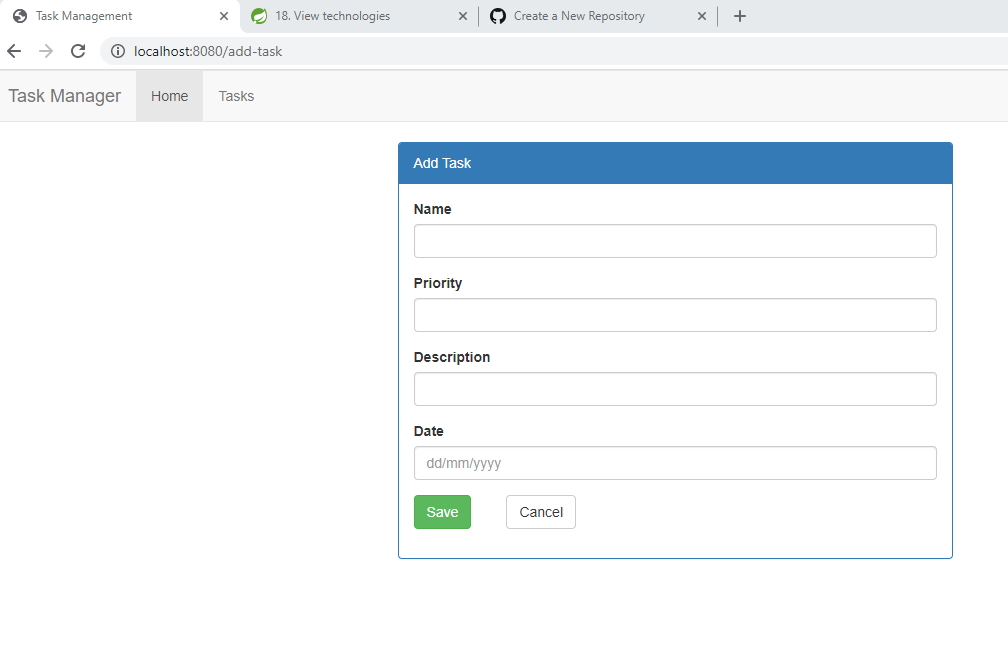 Task Management
18. View technologies
Create a New Repository
localhost:8080/add-task
Task Manager Home Tasks
Add Task
Name
Priority
Description
Date
dd/mm/yyyy
Save Cancel